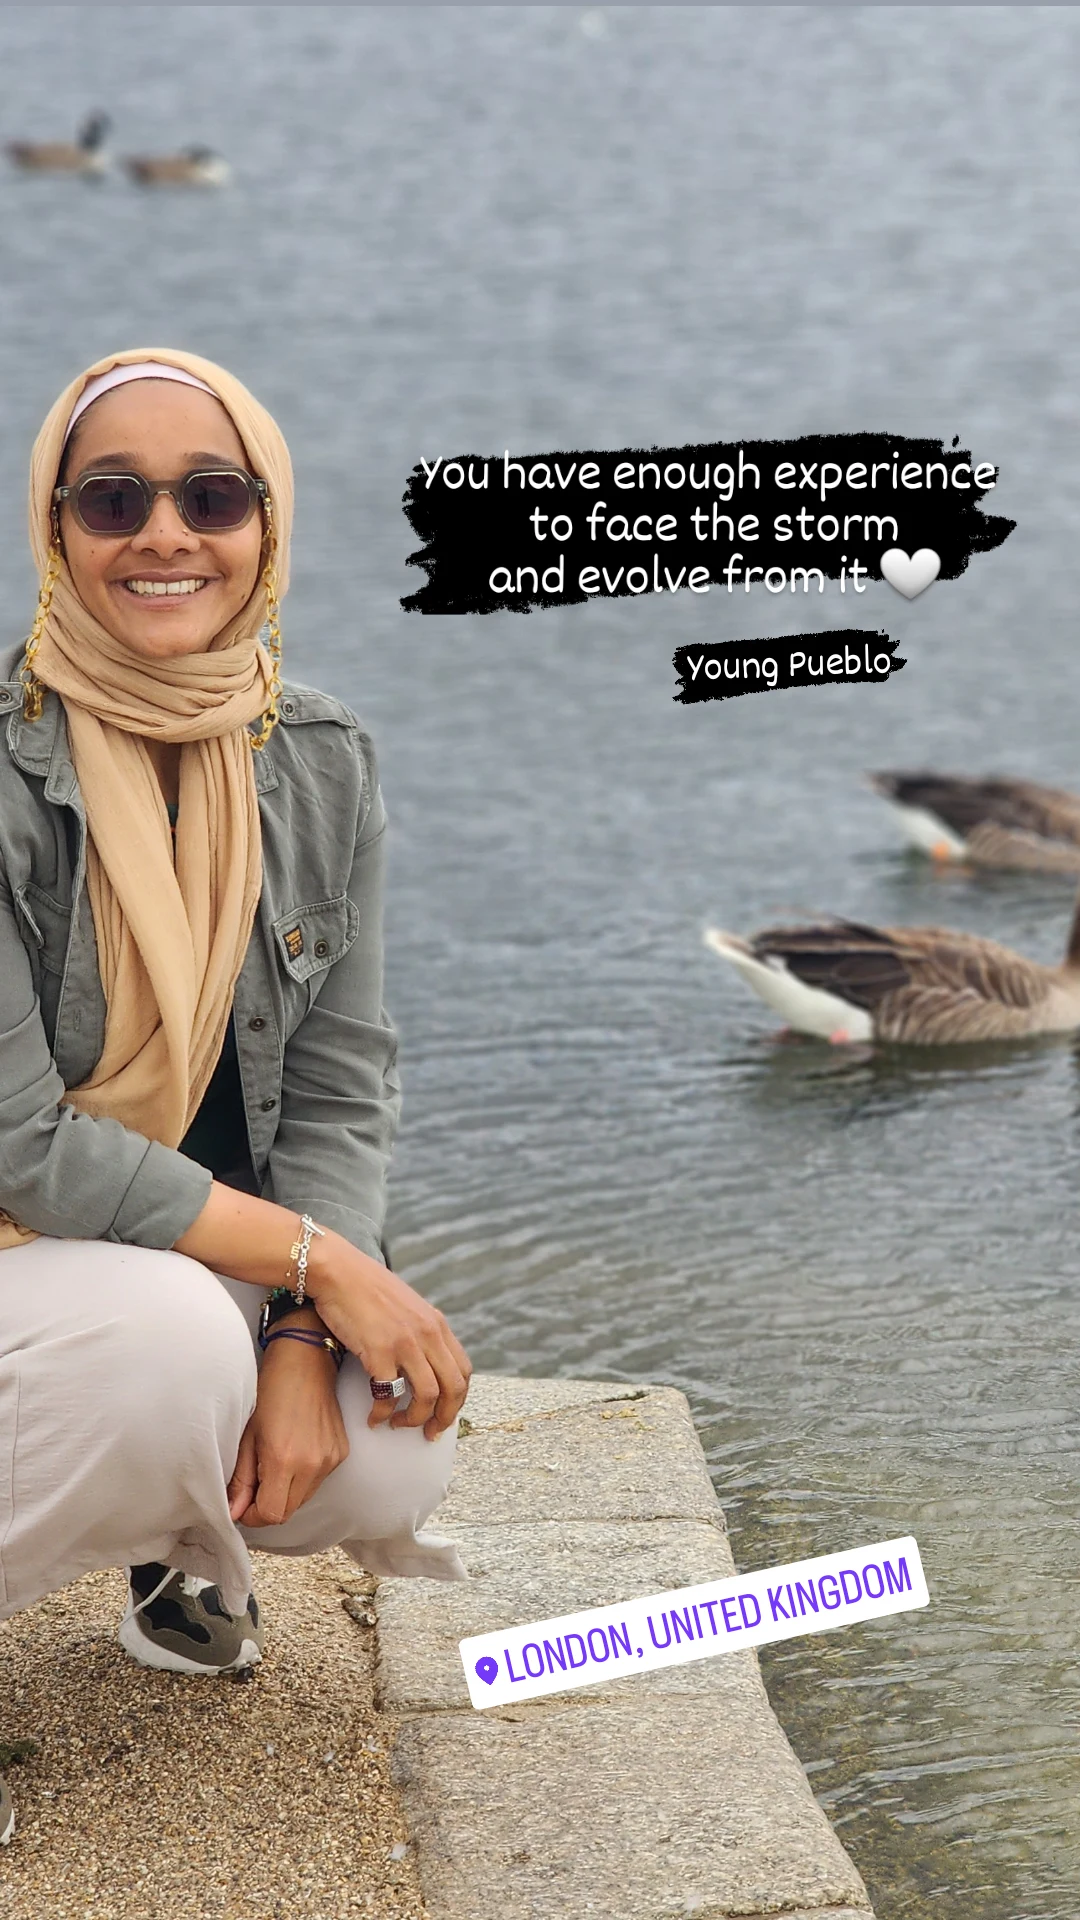 You have enough experience
to face the storm
and evolve from it 🤍
Young Pueblo
LONDON, UNITED KINGDOM